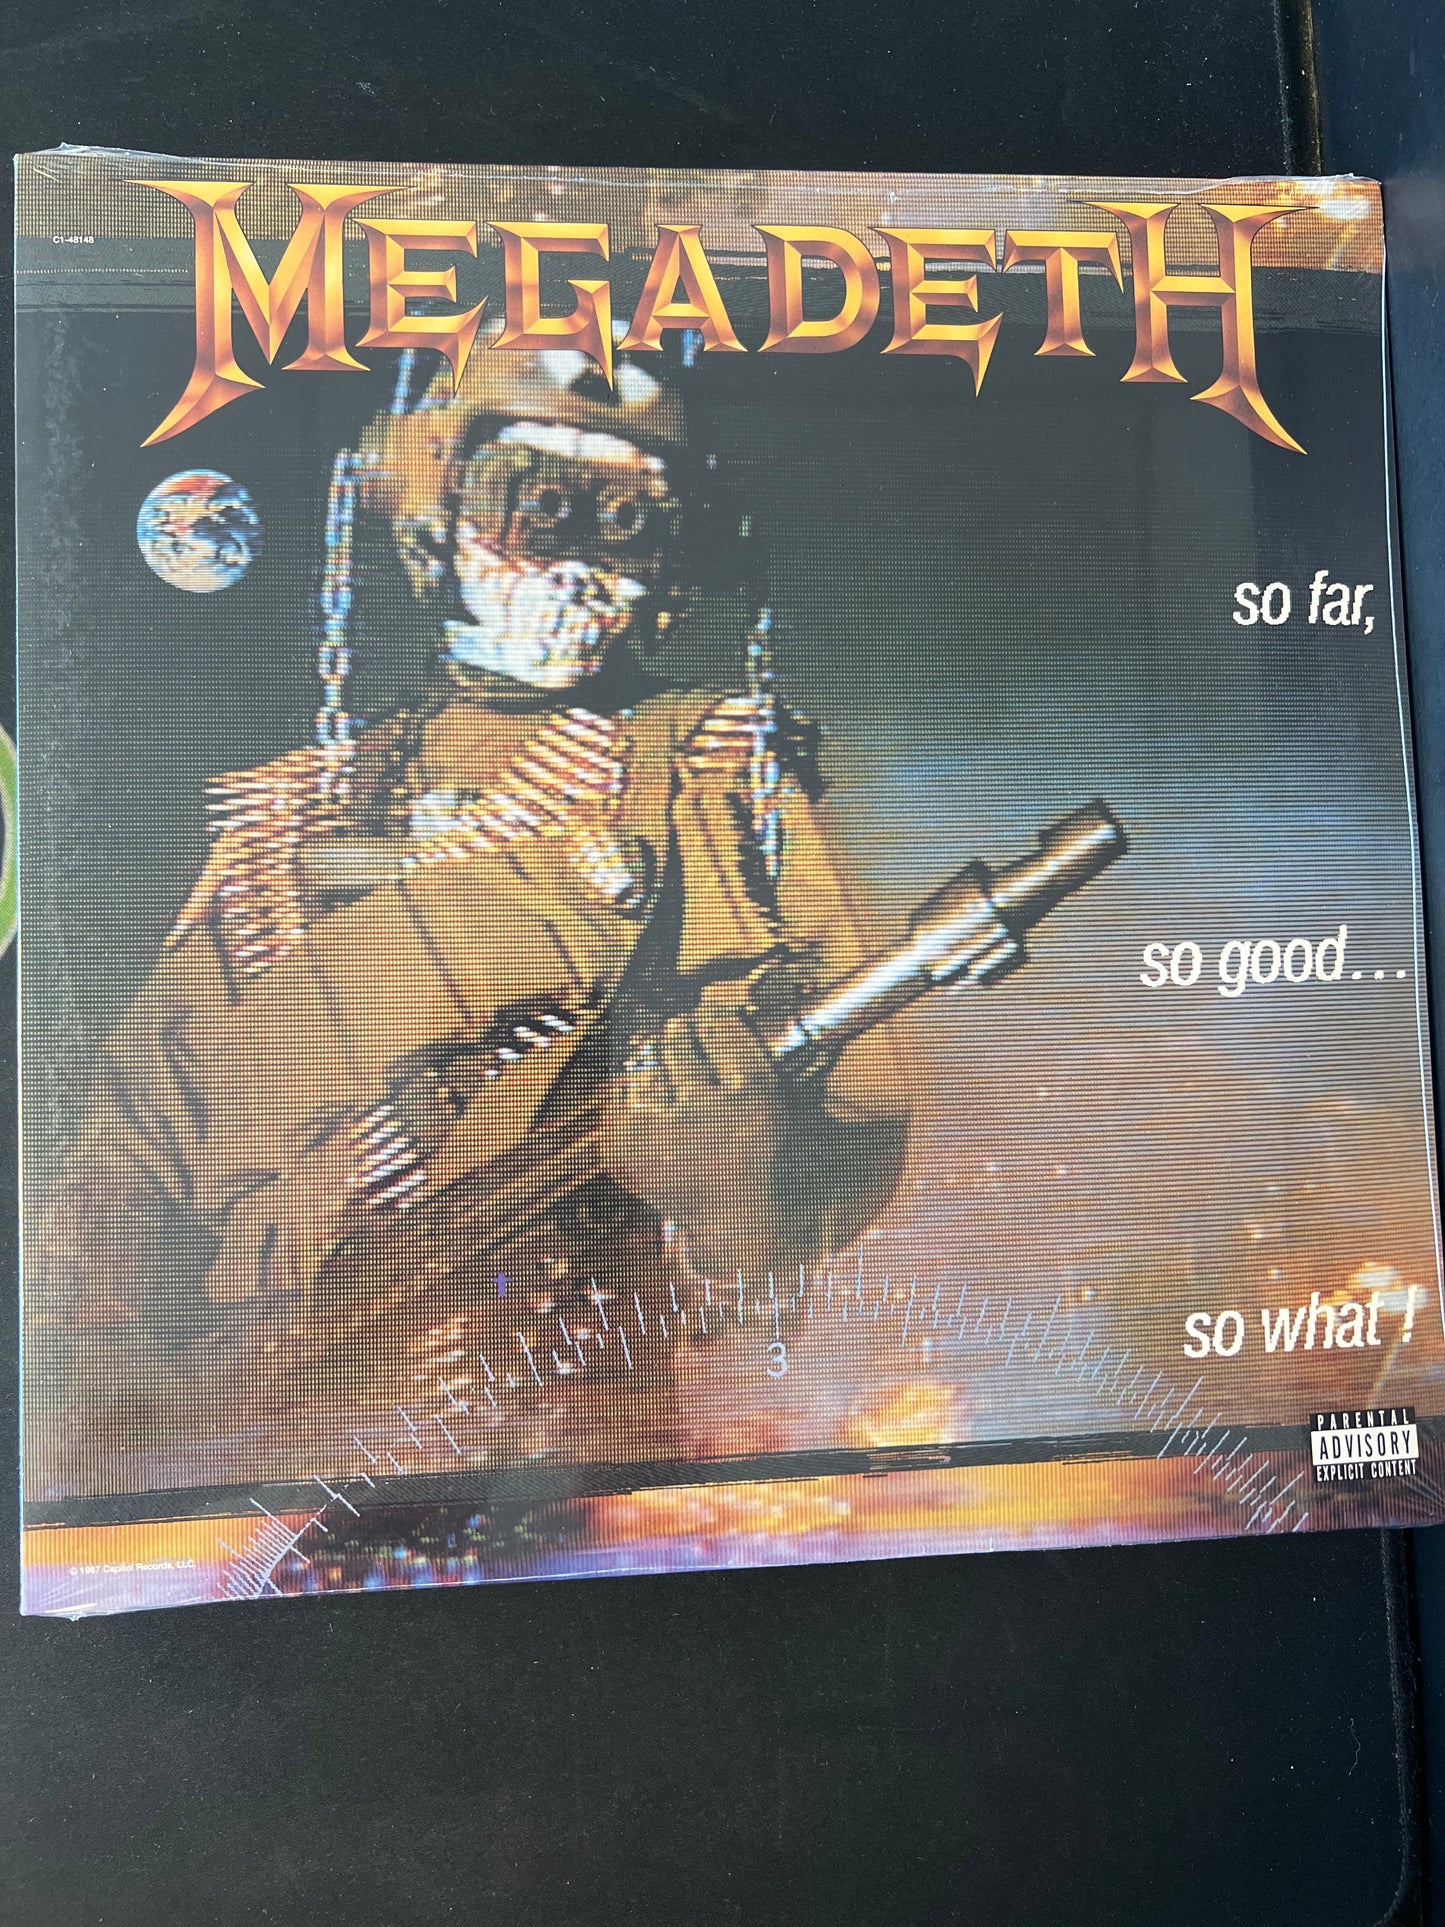 C1-48148
MEGADETH
so far,
so good...
so what !
3
PARENTAL
ADVISORY
EXPLICIT CONTENT
© 1987 Capitol Records, LLC.